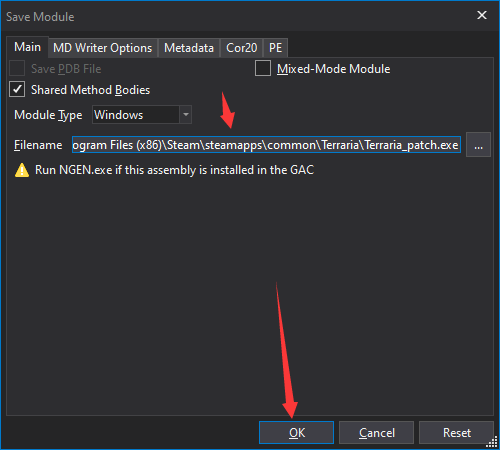 Save Module
Main MD Writer Options Metadata Cor20 PE
Save PDB File Mixed-Mode Module
Shared Method Bodies
Module Type Windows
Filename ogram Files (x86)\Steam\steamapps\common\Terraria\Terraria_patch.exe ...
Run NGEN.exe if this assembly is installed in the GAC
OK Cancel Reset